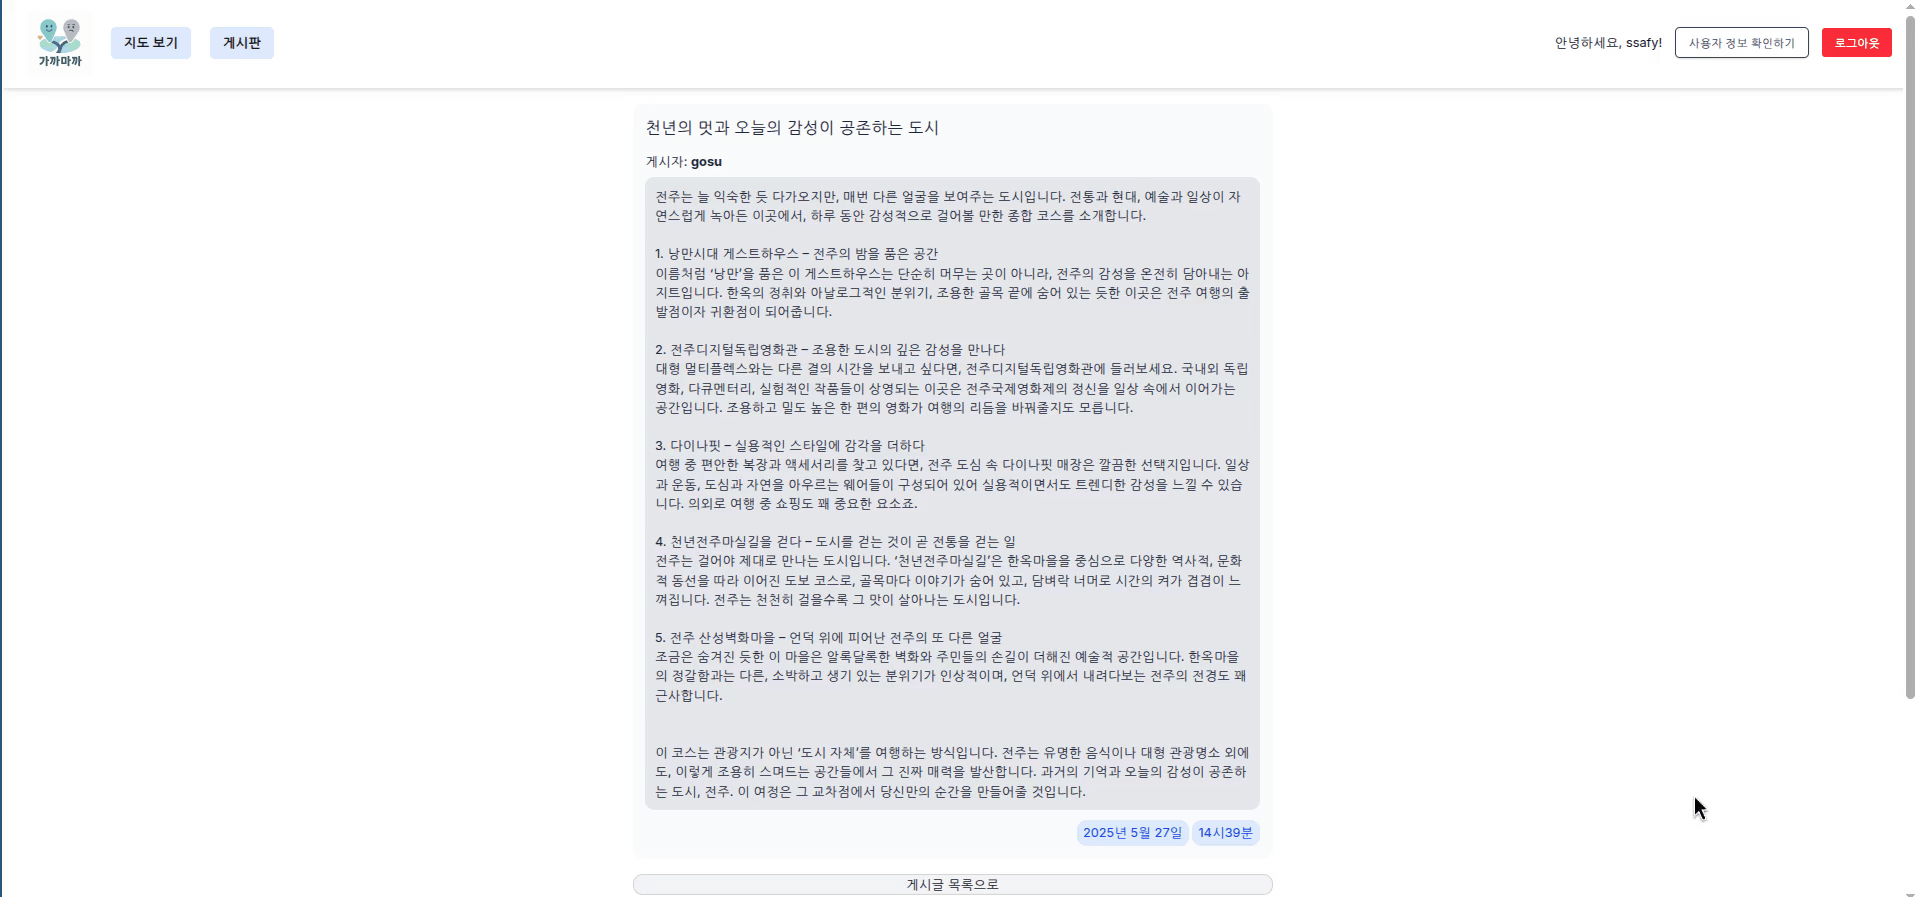 가까마까
지도 보기
게시판
안녕하세요, ssafy!
사용자 정보 확인하기
로그아웃
천년의 멋과 오늘의 감성이 공존하는 도시
게시자: gosu
전주는 늘 익숙한 듯 다가오지만, 매번 다른 얼굴을 보여주는 도시입니다. 전통과 현대, 예술과 일상이 자
연스럽게 녹아든 이곳에서, 하루 동안 감성적으로 걸어볼 만한 종합 코스를 소개합니다.
1. 낭만시대 게스트하우스 – 전주의 밤을 품은 공간
이름처럼 ‘낭만’을 품은 이 게스트하우스는 단순히 머무는 곳이 아니라, 전주의 감성을 온전히 담아내는 아
지트입니다. 한옥의 정취와 아날로그적인 분위기, 조용한 골목 끝에 숨어 있는 듯한 이곳은 전주 여행의 출
발점이자 귀환점이 되어줍니다.
2. 전주디지털독립영화관 – 조용한 도시의 깊은 감성을 만나다
대형 멀티플렉스와는 다른 결의 시간을 보내고 싶다면, 전주디지털독립영화관에 들러보세요. 국내외 독립
영화, 다큐멘터리, 실험적인 작품들이 상영되는 이곳은 전주국제영화제의 정신을 일상 속에서 이어가는
공간입니다. 조용하고 밀도 높은 한 편의 영화가 여행의 리듬을 바꿔줄지도 모릅니다.
3. 다이나핏 – 실용적인 스타일에 감각을 더하다
여행 중 편안한 복장과 액세서리를 찾고 있다면, 전주 도심 속 다이나핏 매장은 깔끔한 선택지입니다. 일상
과 운동, 도심과 자연을 아우르는 웨어들이 구성되어 있어 실용적이면서도 트렌디한 감성을 느낄 수 있습
니다. 의외로 여행 중 쇼핑도 꽤 중요한 요소죠.
4. 천년전주마실길을 걷다 – 도시를 걷는 것이 곧 전통을 걷는 일
전주는 걸어야 제대로 만나는 도시입니다. ‘천년전주마실길’은 한옥마을을 중심으로 다양한 역사적, 문화
적 동선을 따라 이어진 도보 코스로, 골목마다 이야기가 숨어 있고, 담벼락 너머로 시간의 켜가 겹겹이 느
껴집니다. 전주는 천천히 걸을수록 그 맛이 살아나는 도시입니다.
5. 전주 산성벽화마을 – 언덕 위에 피어난 전주의 또 다른 얼굴
조금은 숨겨진 듯한 이 마을은 알록달록한 벽화와 주민들의 손길이 더해진 예술적 공간입니다. 한옥마을
의 정갈함과는 다른, 소박하고 생기 있는 분위기가 인상적이며, 언덕 위에서 내려다보는 전주의 전경도 꽤
근사합니다.
이 코스는 관광지가 아닌 ‘도시 자체’를 여행하는 방식입니다. 전주는 유명한 음식이나 대형 관광명소 외에
도, 이렇게 조용히 스며드는 공간들에서 그 진짜 매력을 발산합니다. 과거의 기억과 오늘의 감성이 공존하
는 도시, 전주. 이 여정은 그 교차점에서 당신만의 순간을 만들어줄 것입니다.
2025년 5월 27일
14시39분
게시글 목록으로